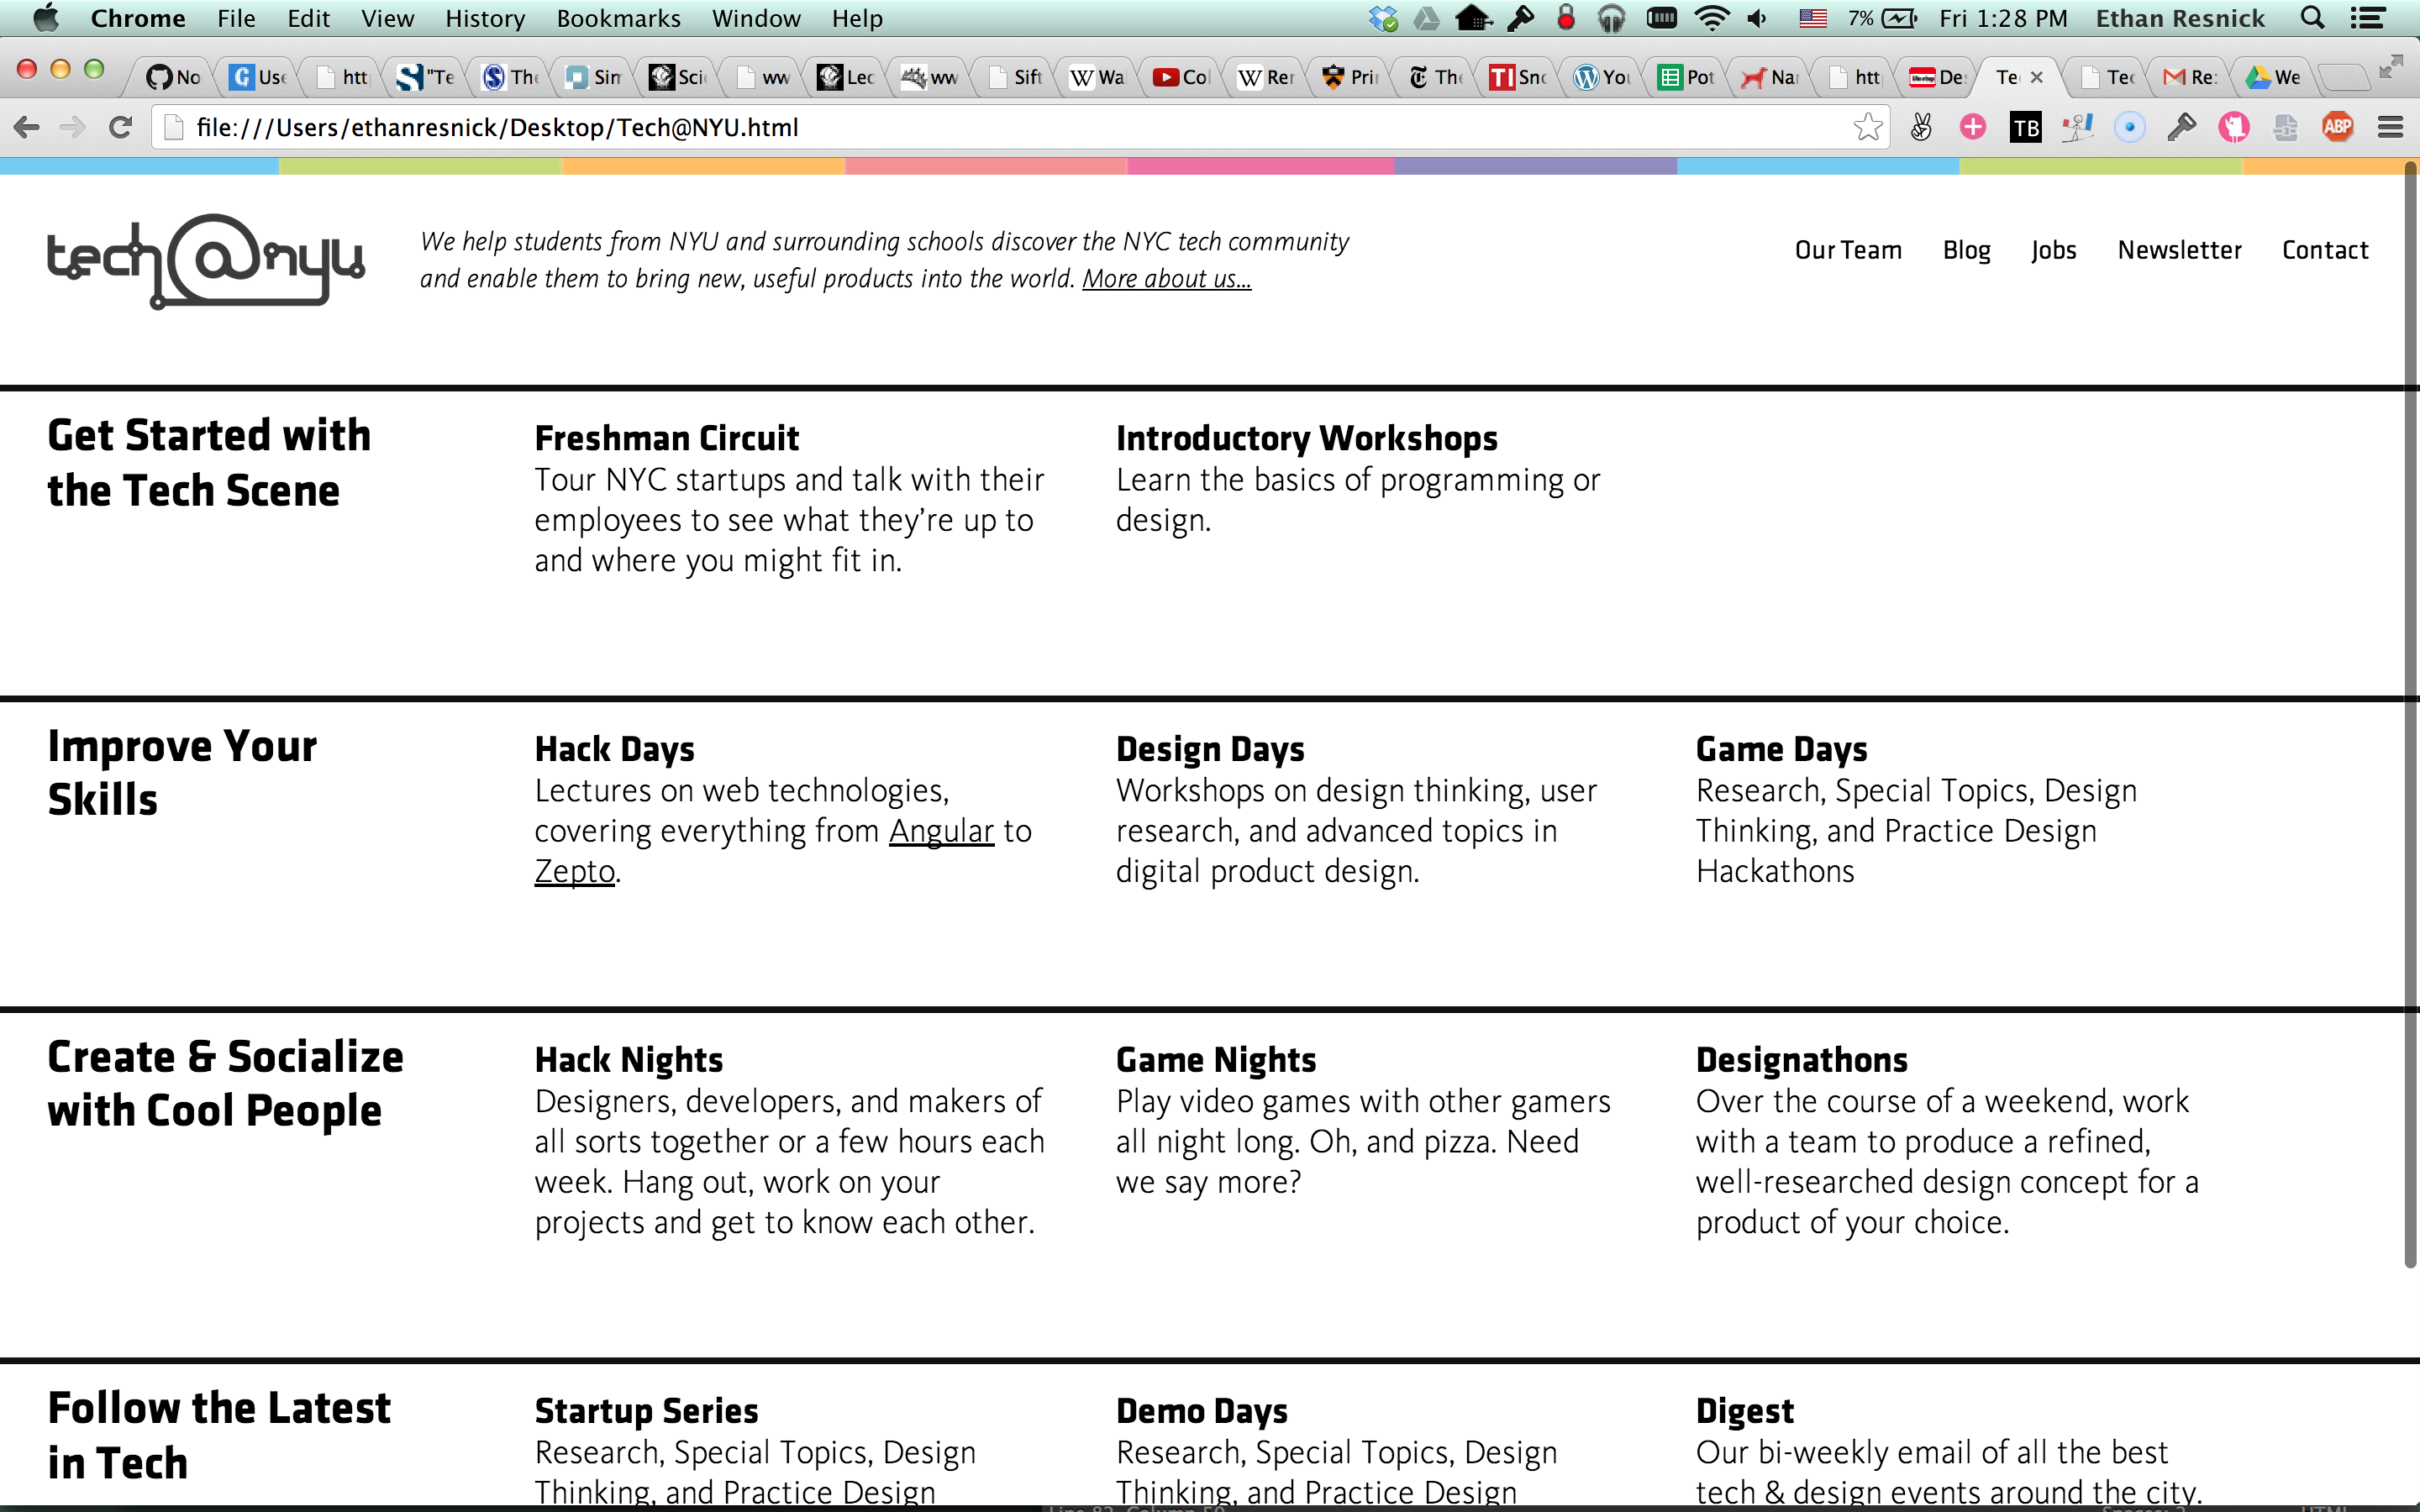 Chrome File Edit View History Bookmarks Window Help 7% Fri 1:28 PM Ethan Resnick
No Use htt "Te The Sim Sci ww Lec ww Sift Wa Col Rer Pri The Sno You Pot Nar htt Des Te Tec Re: We
file:///Users/ethanresnick/Desktop/Tech@NYU.html TB ABP
tech@nyu
We help students from NYU and surrounding schools discover the NYC tech community
and enable them to bring new, useful products into the world. More about us...
Our Team Blog Jobs Newsletter Contact
Get Started with
the Tech Scene
Freshman Circuit
Tour NYC startups and talk with their
employees to see what they're up to
and where you might fit in.
Introductory Workshops
Learn the basics of programming or
design.
Improve Your
Skills
Hack Days
Lectures on web technologies,
covering everything from Angular to
Zepto.
Design Days
Workshops on design thinking, user
research, and advanced topics in
digital product design.
Game Days
Research, Special Topics, Design
Thinking, and Practice Design
Hackathons
Create & Socialize
with Cool People
Hack Nights
Designers, developers, and makers of
all sorts together or a few hours each
week. Hang out, work on your
projects and get to know each other.
Game Nights
Play video games with other gamers
all night long. Oh, and pizza. Need
we say more?
Designathons
Over the course of a weekend, work
with a team to produce a refined,
well-researched design concept for a
product of your choice.
Follow the Latest
in Tech
Startup Series
Research, Special Topics, Design
Thinking, and Practice Design
Demo Days
Research, Special Topics, Design
Thinking, and Practice Design
Digest
Our bi-weekly email of all the best
tech & design events around the city.